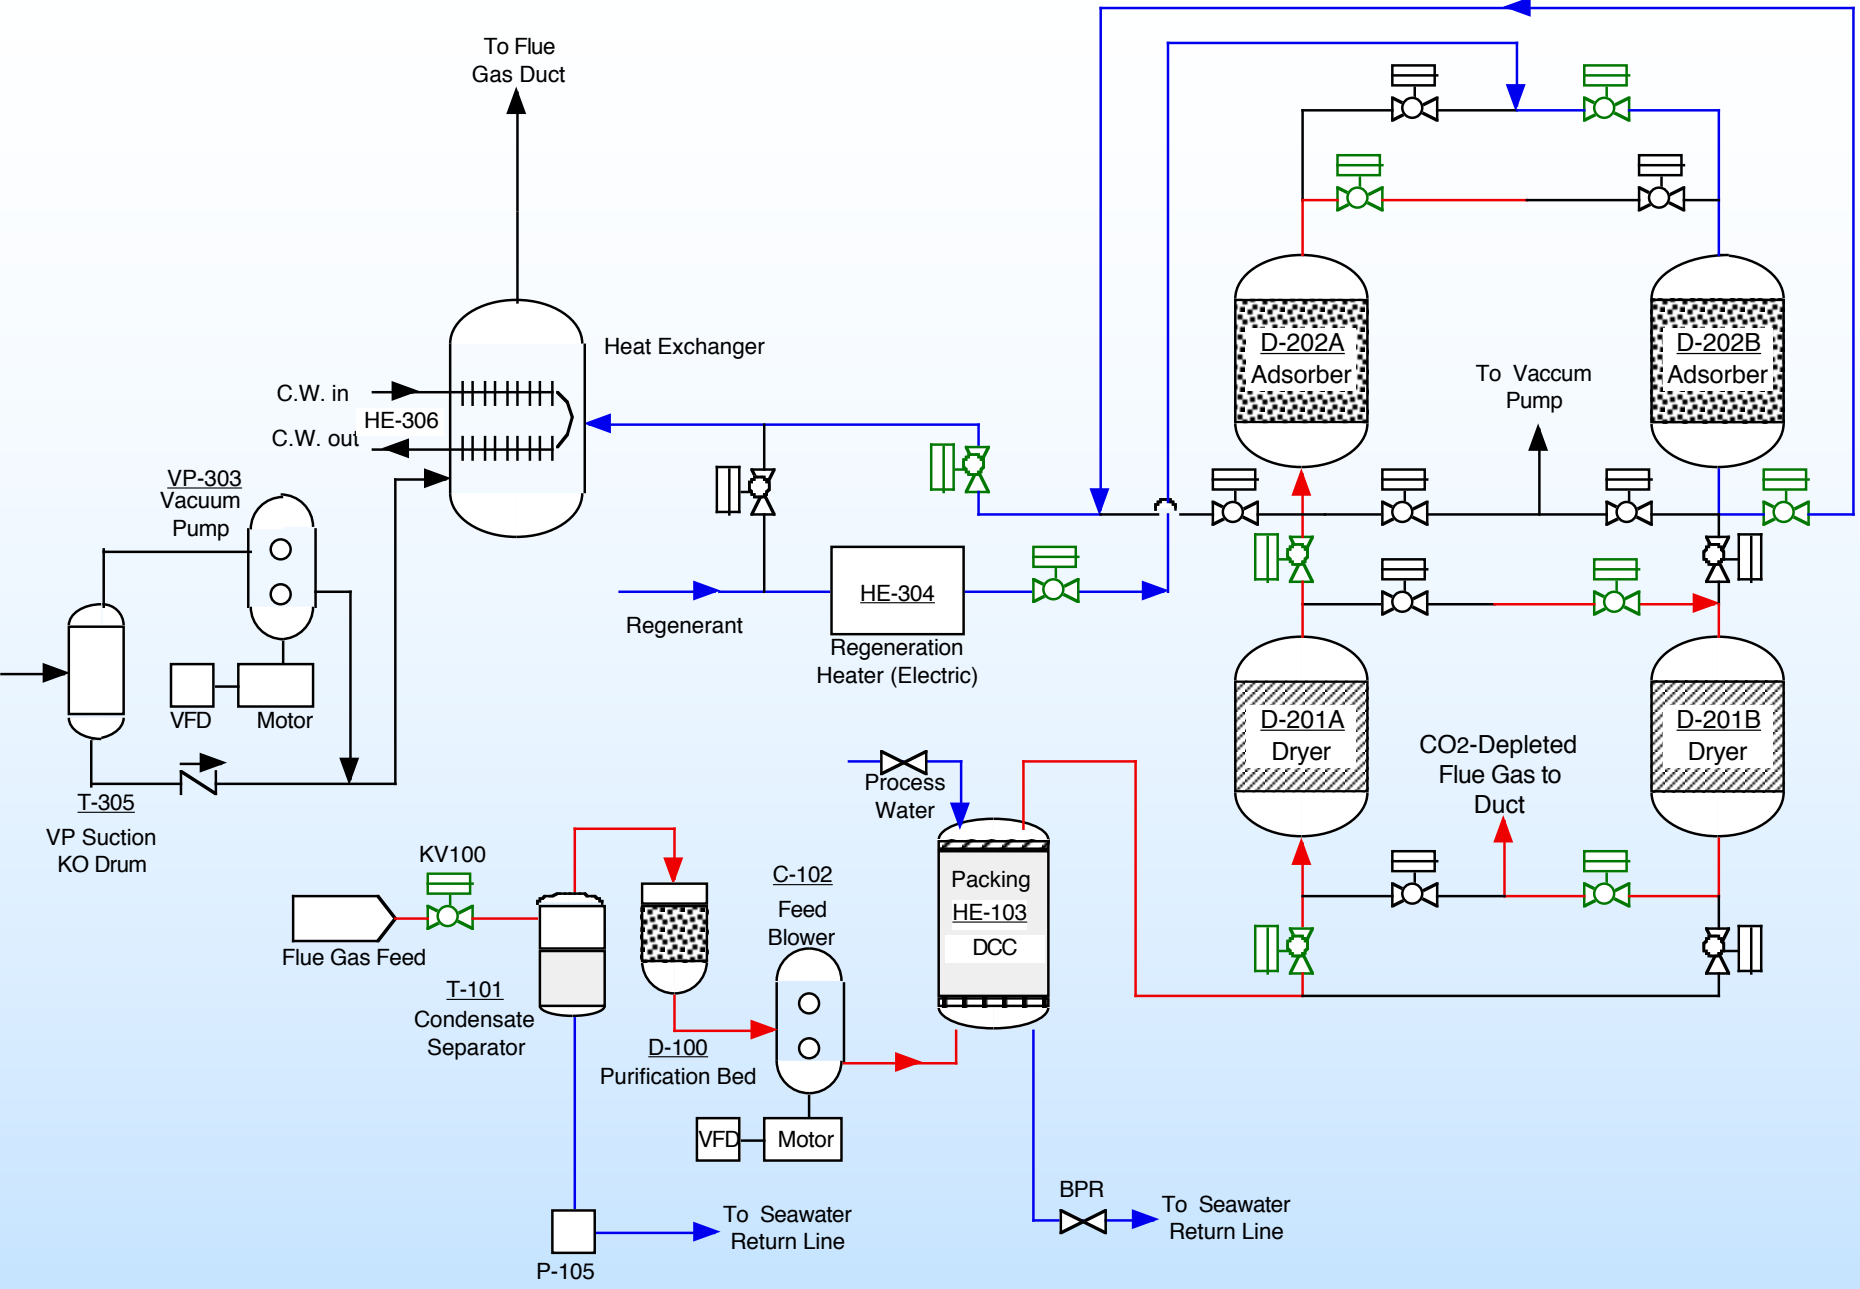 To Flue
Gas Duct
Heat Exchanger
C.W. in
HE-306
C.W. out
VP-303
Vacuum
Pump
VFD
Motor
T-305
VP Suction
KO Drum
Regenerant
HE-304
Regeneration
Heater (Electric)
D-202A
Adsorber
D-202B
Adsorber
To Vaccum
Pump
D-201A
Dryer
D-201B
Dryer
CO2-Depleted
Flue Gas to
Duct
Process
Water
KV100
Flue Gas Feed
T-101
Condensate
Separator
D-100
Purification Bed
C-102
Feed
Blower
VFD
Motor
Packing
HE-103
DCC
P-105
To Seawater
Return Line
BPR
To Seawater
Return Line